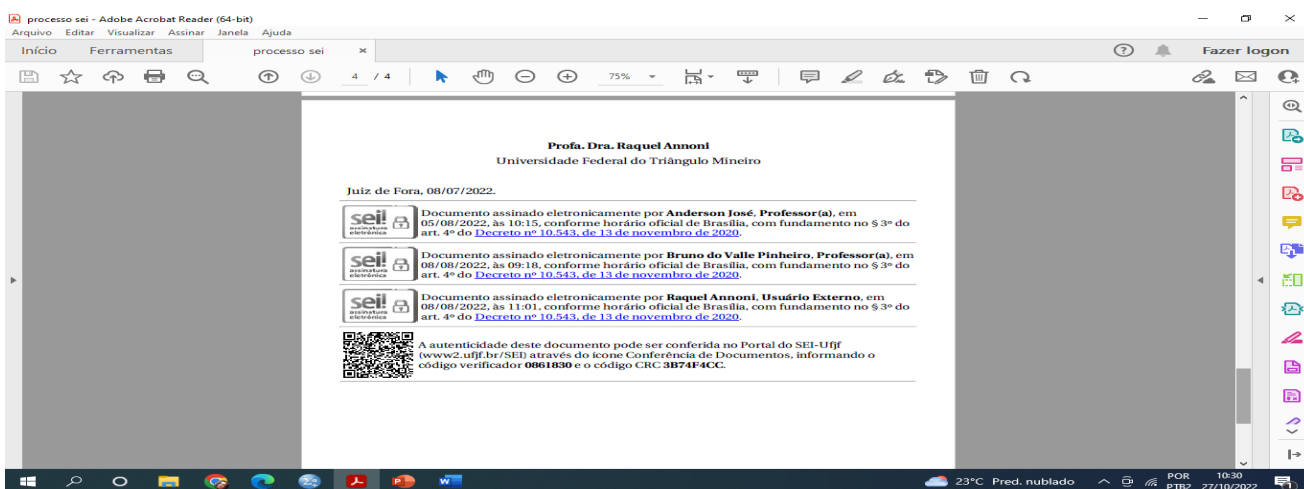 processo sei - Adobe Acrobat Reader (64-bit)
Arquivo Editar Visualizar Assinar Janela Ajuda
Início Ferramentas processo sei × Fazer logon
4 / 4 75%
Profa. Dra. Raquel Annoni
Universidade Federal do Triângulo Mineiro
Juiz de Fora, 08/07/2022.
sei! assinatura eletrônica
Documento assinado eletronicamente por Anderson José, Professor(a), em
05/08/2022, às 10:15, conforme horário oficial de Brasília, com fundamento no § 3º do
art. 4º do Decreto nº 10.543, de 13 de novembro de 2020.
sei! assinatura eletrônica
Documento assinado eletronicamente por Bruno do Valle Pinheiro, Professor(a), em
08/08/2022, às 09:18, conforme horário oficial de Brasília, com fundamento no § 3º do
art. 4º do Decreto nº 10.543, de 13 de novembro de 2020.
sei! assinatura eletrônica
Documento assinado eletronicamente por Raquel Annoni, Usuário Externo, em
08/08/2022, às 11:01, conforme horário oficial de Brasília, com fundamento no § 3º do
art. 4º do Decreto nº 10.543, de 13 de novembro de 2020.
A autenticidade deste documento pode ser conferida no Portal do SEI-Ufjf
(www2.ufjf.br/SEI) através do ícone Conferência de Documentos, informando o
código verificador 0861830 e o código CRC 3B74F4CC.
23°C Pred. nublado POR 10:30
PTB2 27/10/2022